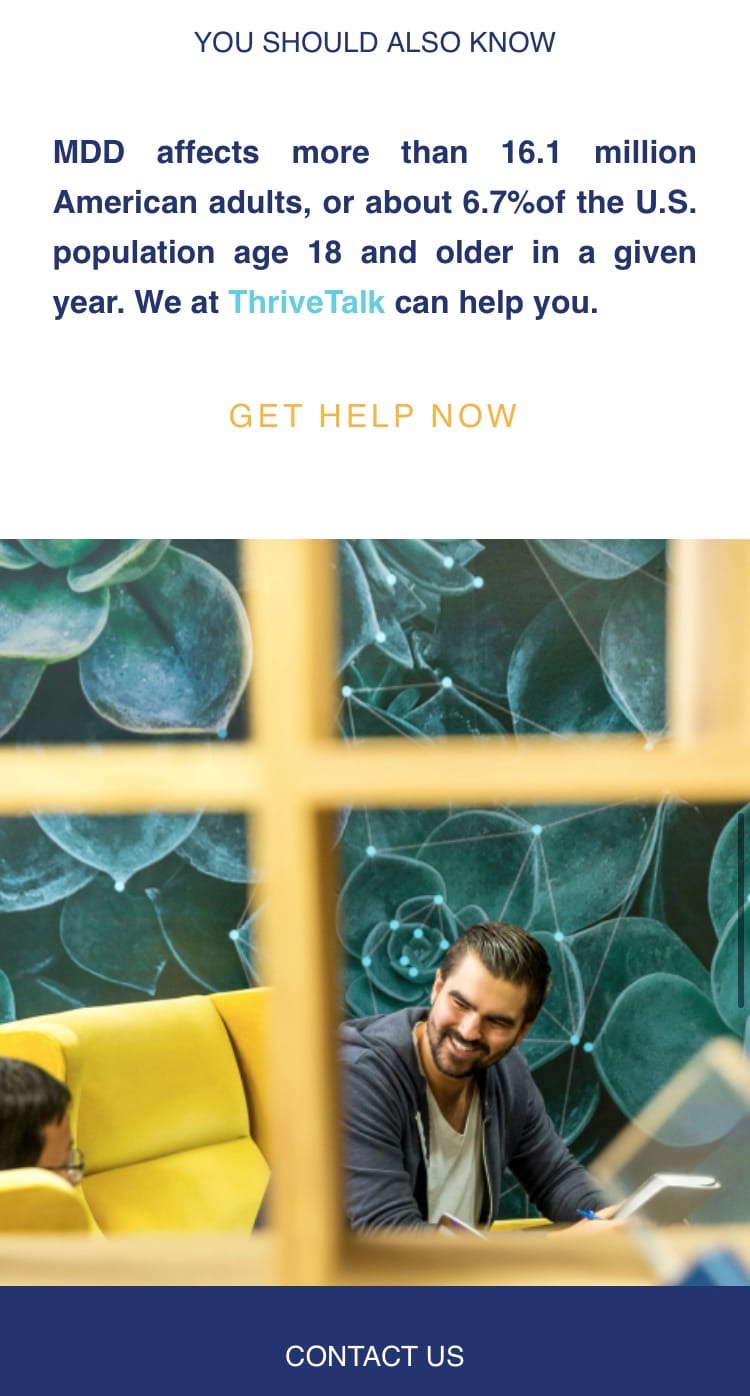 YOU SHOULD ALSO KNOW
MDD affects more than 16.1 million
American adults, or about 6.7%of the U.S.
population age 18 and older in a given
year. We at ThriveTalk can help you.
GET HELP NOW
CONTACT US